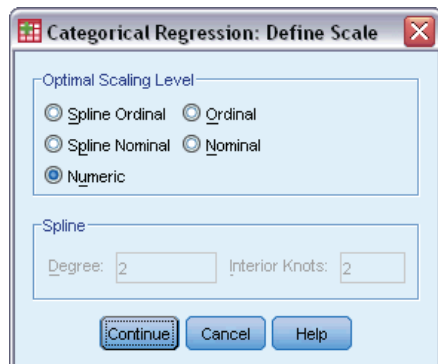 Categorical Regression: Define Scale
Optimal Scaling Level
Spline Ordinal Ordinal
Spline Nominal Nominal
Numeric
Spline
Degree: 2 Interior Knots: 2
Continue Cancel Help